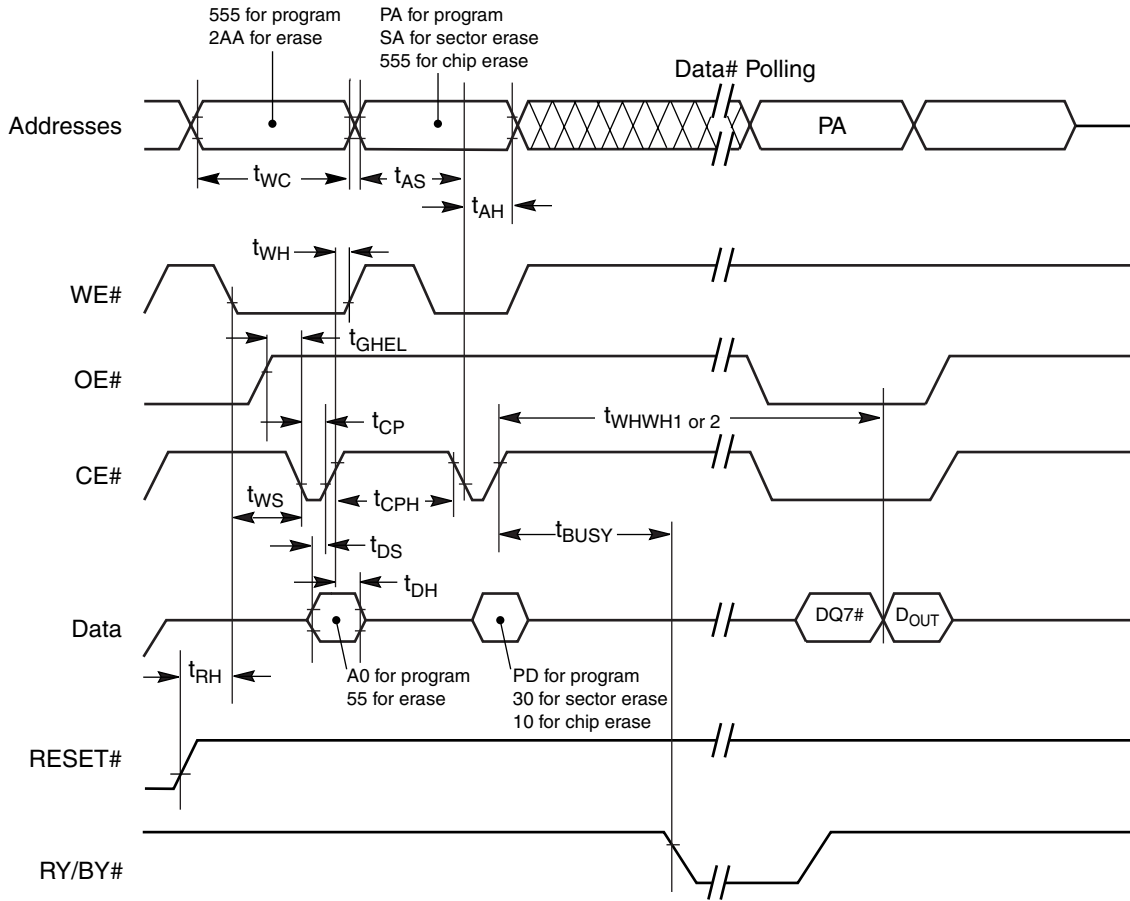 555 for program
2AA for erase
PA for program
SA for sector erase
555 for chip erase
Data# Polling
Addresses
PA
tWC
tAS
tAH
tWH
WE#
tGHEL
OE#
tCP
tWHWH1 or 2
CE#
tWS
tCPH
tBUSY
tDS
tDH
Data
DQ7#
DOUT
tRH
A0 for program
55 for erase
PD for program
30 for sector erase
10 for chip erase
RESET#
RY/BY#